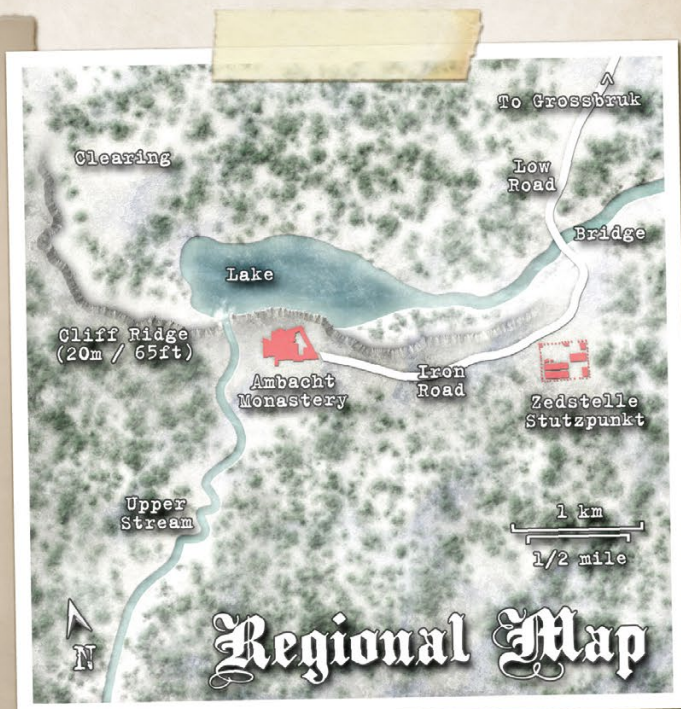 ^
To Grossbruk
Clearing
Low
Road
Bridge
Lake
Cliff Ridge
(20m / 65ft)
Ambacht
Monastery
Iron
Road
Zedstelle
Stutzpunkt
Upper
Stream
1 km
1/2 mile
N
Regional Map